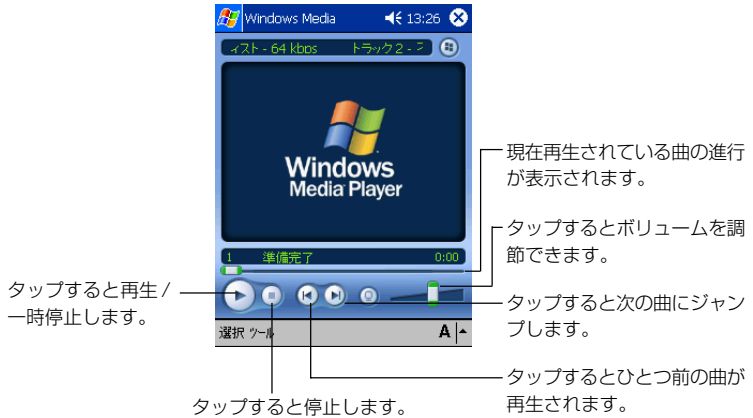 Windows Media 13:26
ィスト - 64 kbps トラック 2 - フ
Windows
Media Player
1 準備完了 0:00
選択 ツール A
現在再生されている曲の進行
が表示されます。
タップするとボリュームを調
節できます。
タップすると次の曲にジャン
プします。
タップするとひとつ前の曲が
再生されます。
タップすると再生 /
一時停止します。
タップすると停止します。